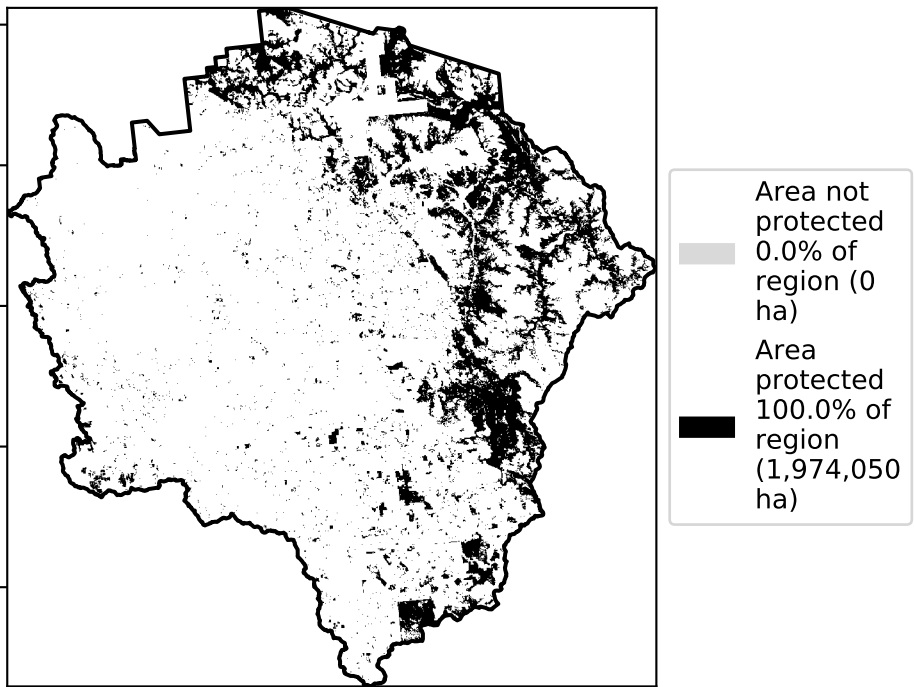 Area not
protected
0.0% of
region (0
ha)
Area
protected
100.0% of
region
(1,974,050
ha)